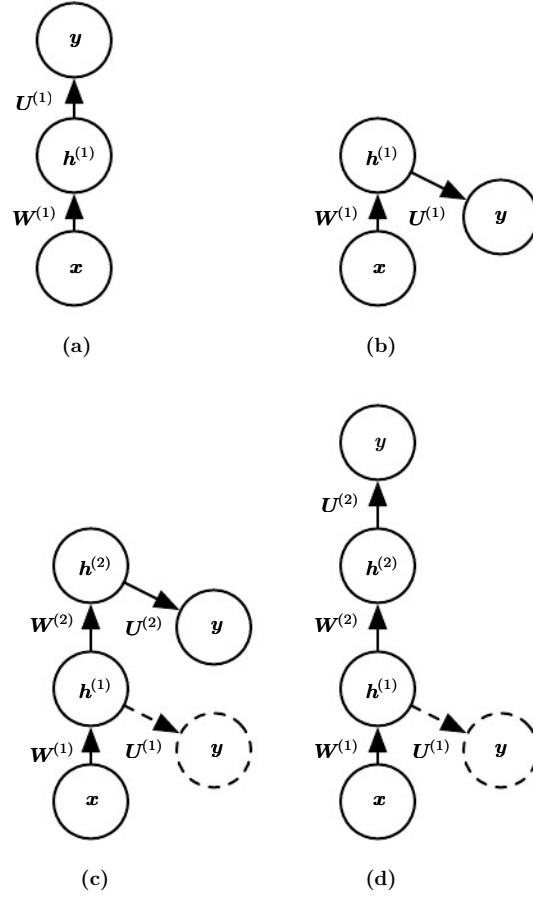 y
U(1)
h(1)
W(1)
x
(a)
h(1)
W(1) U(1) y
x
(b)
h(2)
W(2) U(2) y
h(1)
W(1) U(1) y
x
(c)
y
U(2)
h(2)
W(2)
h(1)
W(1) U(1) y
x
(d)